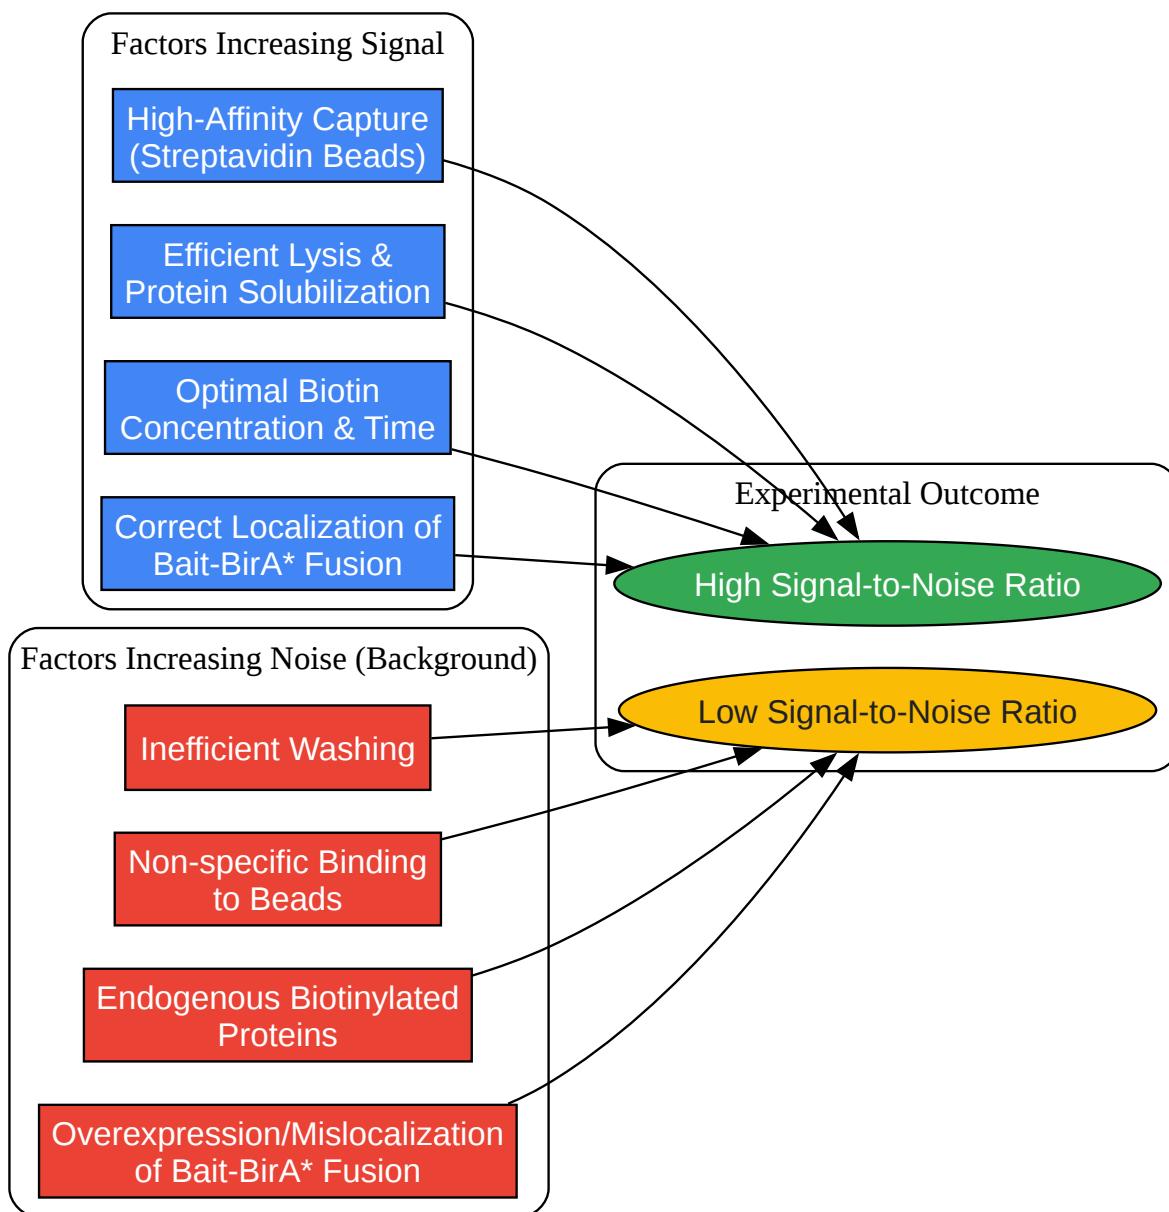 Factors Increasing Signal
High-Affinity Capture
(Streptavidin Beads)
Efficient Lysis &
Protein Solubilization
Optimal Biotin
Concentration & Time
Correct Localization of
Bait-BirA* Fusion
Experimental Outcome
High Signal-to-Noise Ratio
Low Signal-to-Noise Ratio
Factors Increasing Noise (Background)
Inefficient Washing
Non-specific Binding
to Beads
Endogenous Biotinylated
Proteins
Overexpression/Mislocalization
of Bait-BirA* Fusion